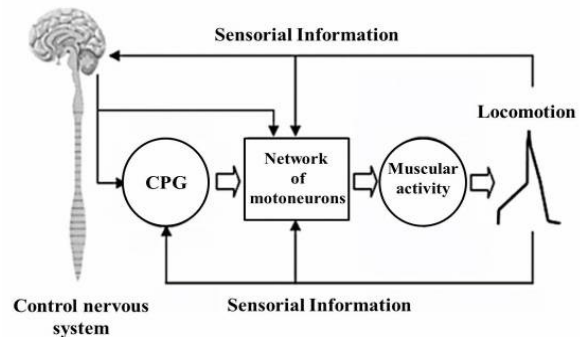 Sensorial Information
Locomotion
CPG
Network
of
motoneurons
Muscular
activity
Control nervous
system
Sensorial Information